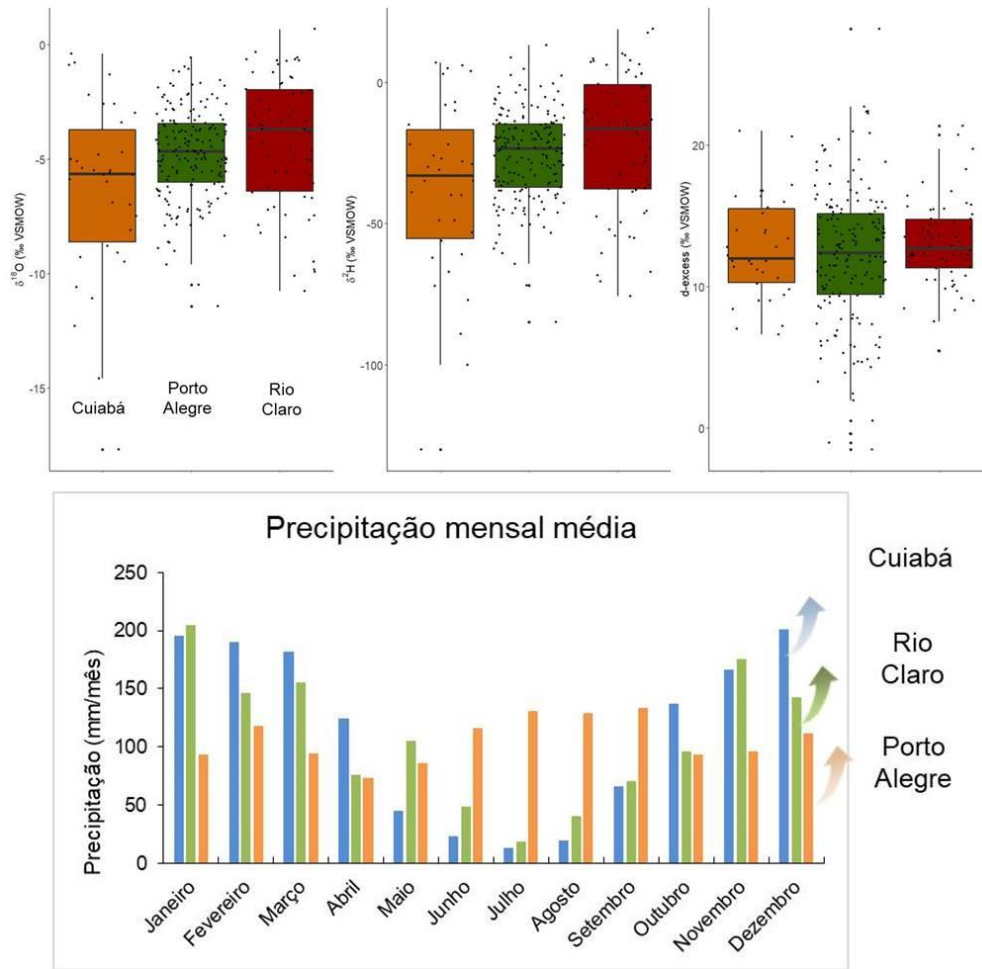 0
-5
-10
-15
δ¹⁸O (‰ VSMOW)
Cuiabá
Porto
Alegre
Rio
Claro
0
-50
-100
δ²H (‰ VSMOW)
20
10
0
d-excess (‰ VSMOW)
Precipitação mensal média
Precipitação (mm/mês)
250
200
150
100
50
0
Janeiro
Fevereiro
Março
Abril
Maio
Junho
Julho
Agosto
Setembro
Outubro
Novembro
Dezembro
Cuiabá
Rio
Claro
Porto
Alegre